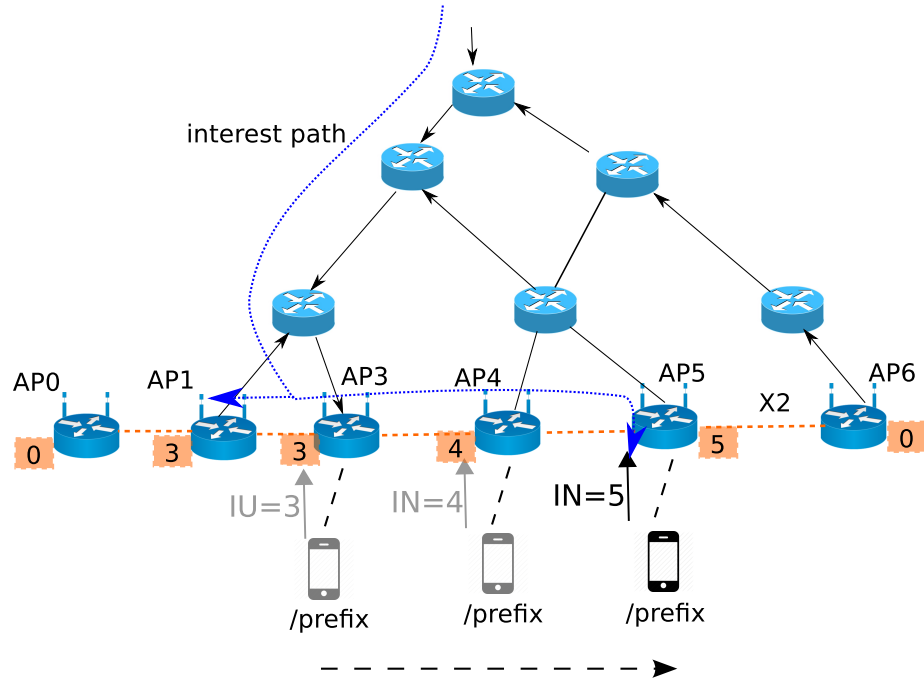 interest path
AP0
AP1
AP3
AP4
AP5
AP6
X2
0
3
3
4
5
0
IU=3
IN=4
IN=5
/prefix
/prefix
/prefix